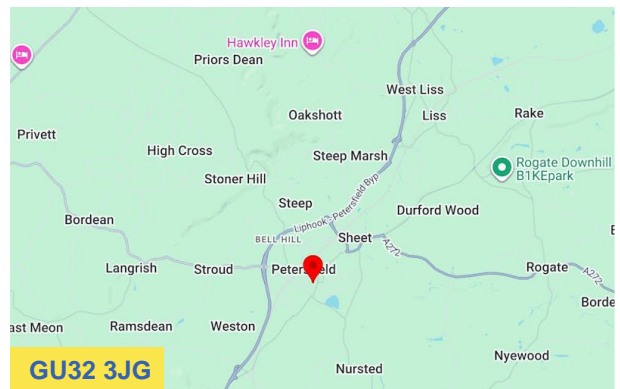 Hawkley Inn
Priors Dean
West Liss
Oakshott
Liss
Rake
Privett
High Cross
Steep Marsh
Rogate Downhill
B1KEpark
Stoner Hill
Steep
Durford Wood
Bordean
Liphook - Petersfield Byp
BELL HILL
Sheet
A272
Langrish
Stroud
Petersfield
Rogate
A272
Borde
ast Meon
Ramsdean
Weston
Nyewood
GU32 3JG
Nursted